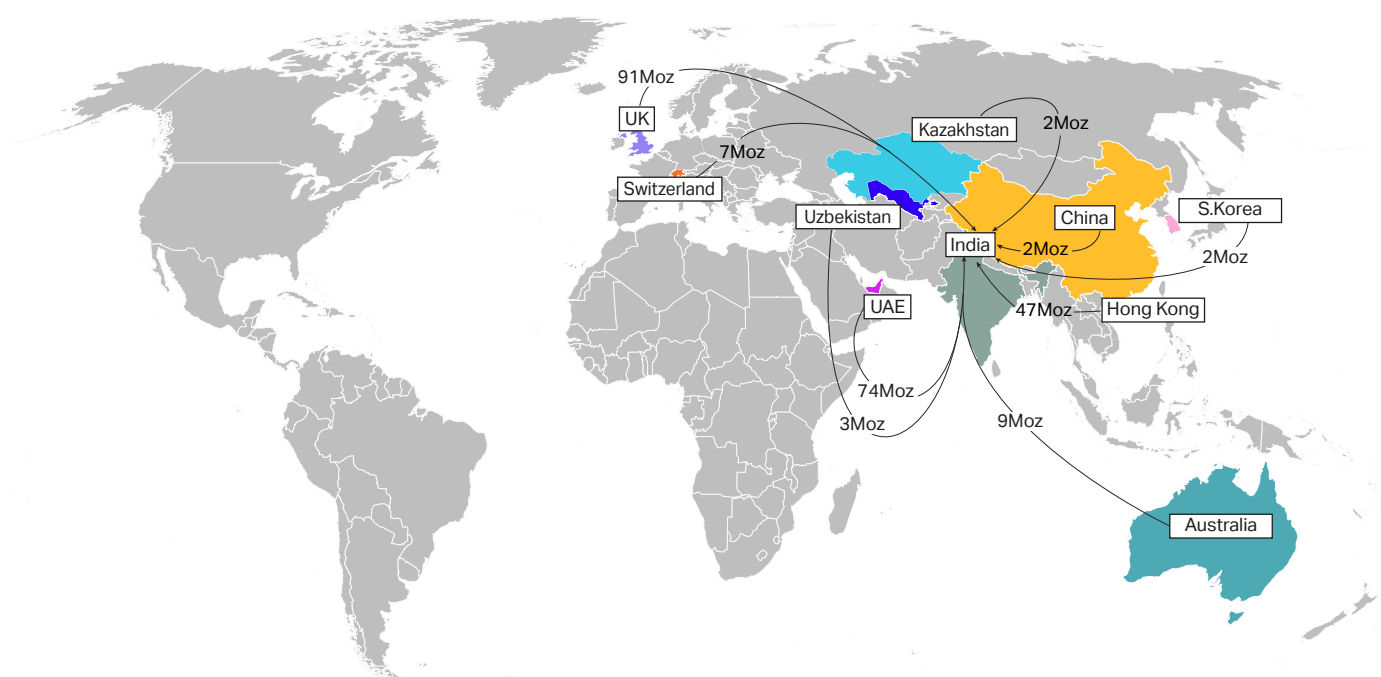 91Moz
UK
Kazakhstan
2Moz
7Moz
Switzerland
Uzbekistan
China
S.Korea
India
2Moz
2Moz
UAE
47Moz
Hong Kong
74Moz
3Moz
9Moz
Australia